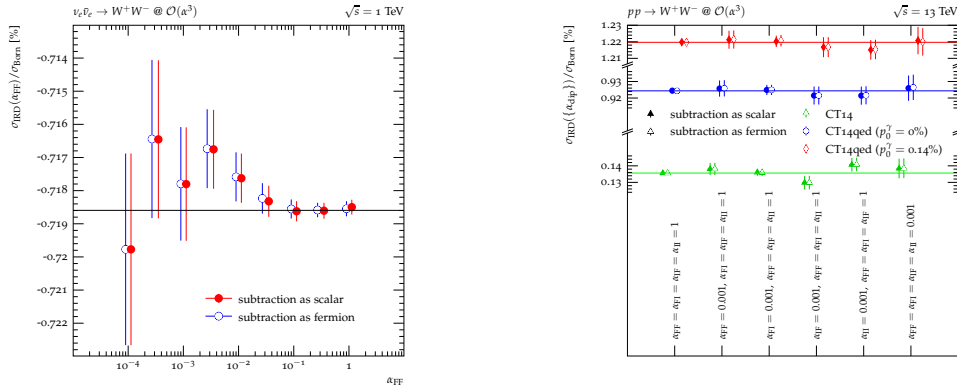 νₑν̄ₑ → W⁺W⁻ @ 𝒪(α³) √s = 1 TeV
σ_IRD(α_FF)/σ_Born [%]
-0.714
-0.715
-0.716
-0.717
-0.718
-0.719
-0.72
-0.721
-0.722
subtraction as scalar
subtraction as fermion
10⁻⁴ 10⁻³ 10⁻² 10⁻¹ 1
α_FF
pp → W⁺W⁻ @ 𝒪(α³) √s = 13 TeV
σ_IRD({α_dip})/σ_Born [%]
1.23
1.22
1.21
0.93
0.92
0.14
0.13
subtraction as scalar
subtraction as fermion
CT14
CT14qed (p₀^γ = 0%)
CT14qed (p₀^γ = 0.14%)
α_FF = α_FI = α_IF = α_II = 1
α_FF = 0.001, α_FI = α_IF = α_II = 1
α_FI = 0.001, α_FF = α_IF = α_II = 1
α_IF = 0.001, α_FF = α_FI = α_II = 1
α_II = 0.001, α_FF = α_FI = α_IF = 1
α_FF = α_FI = α_IF = α_II = 0.001